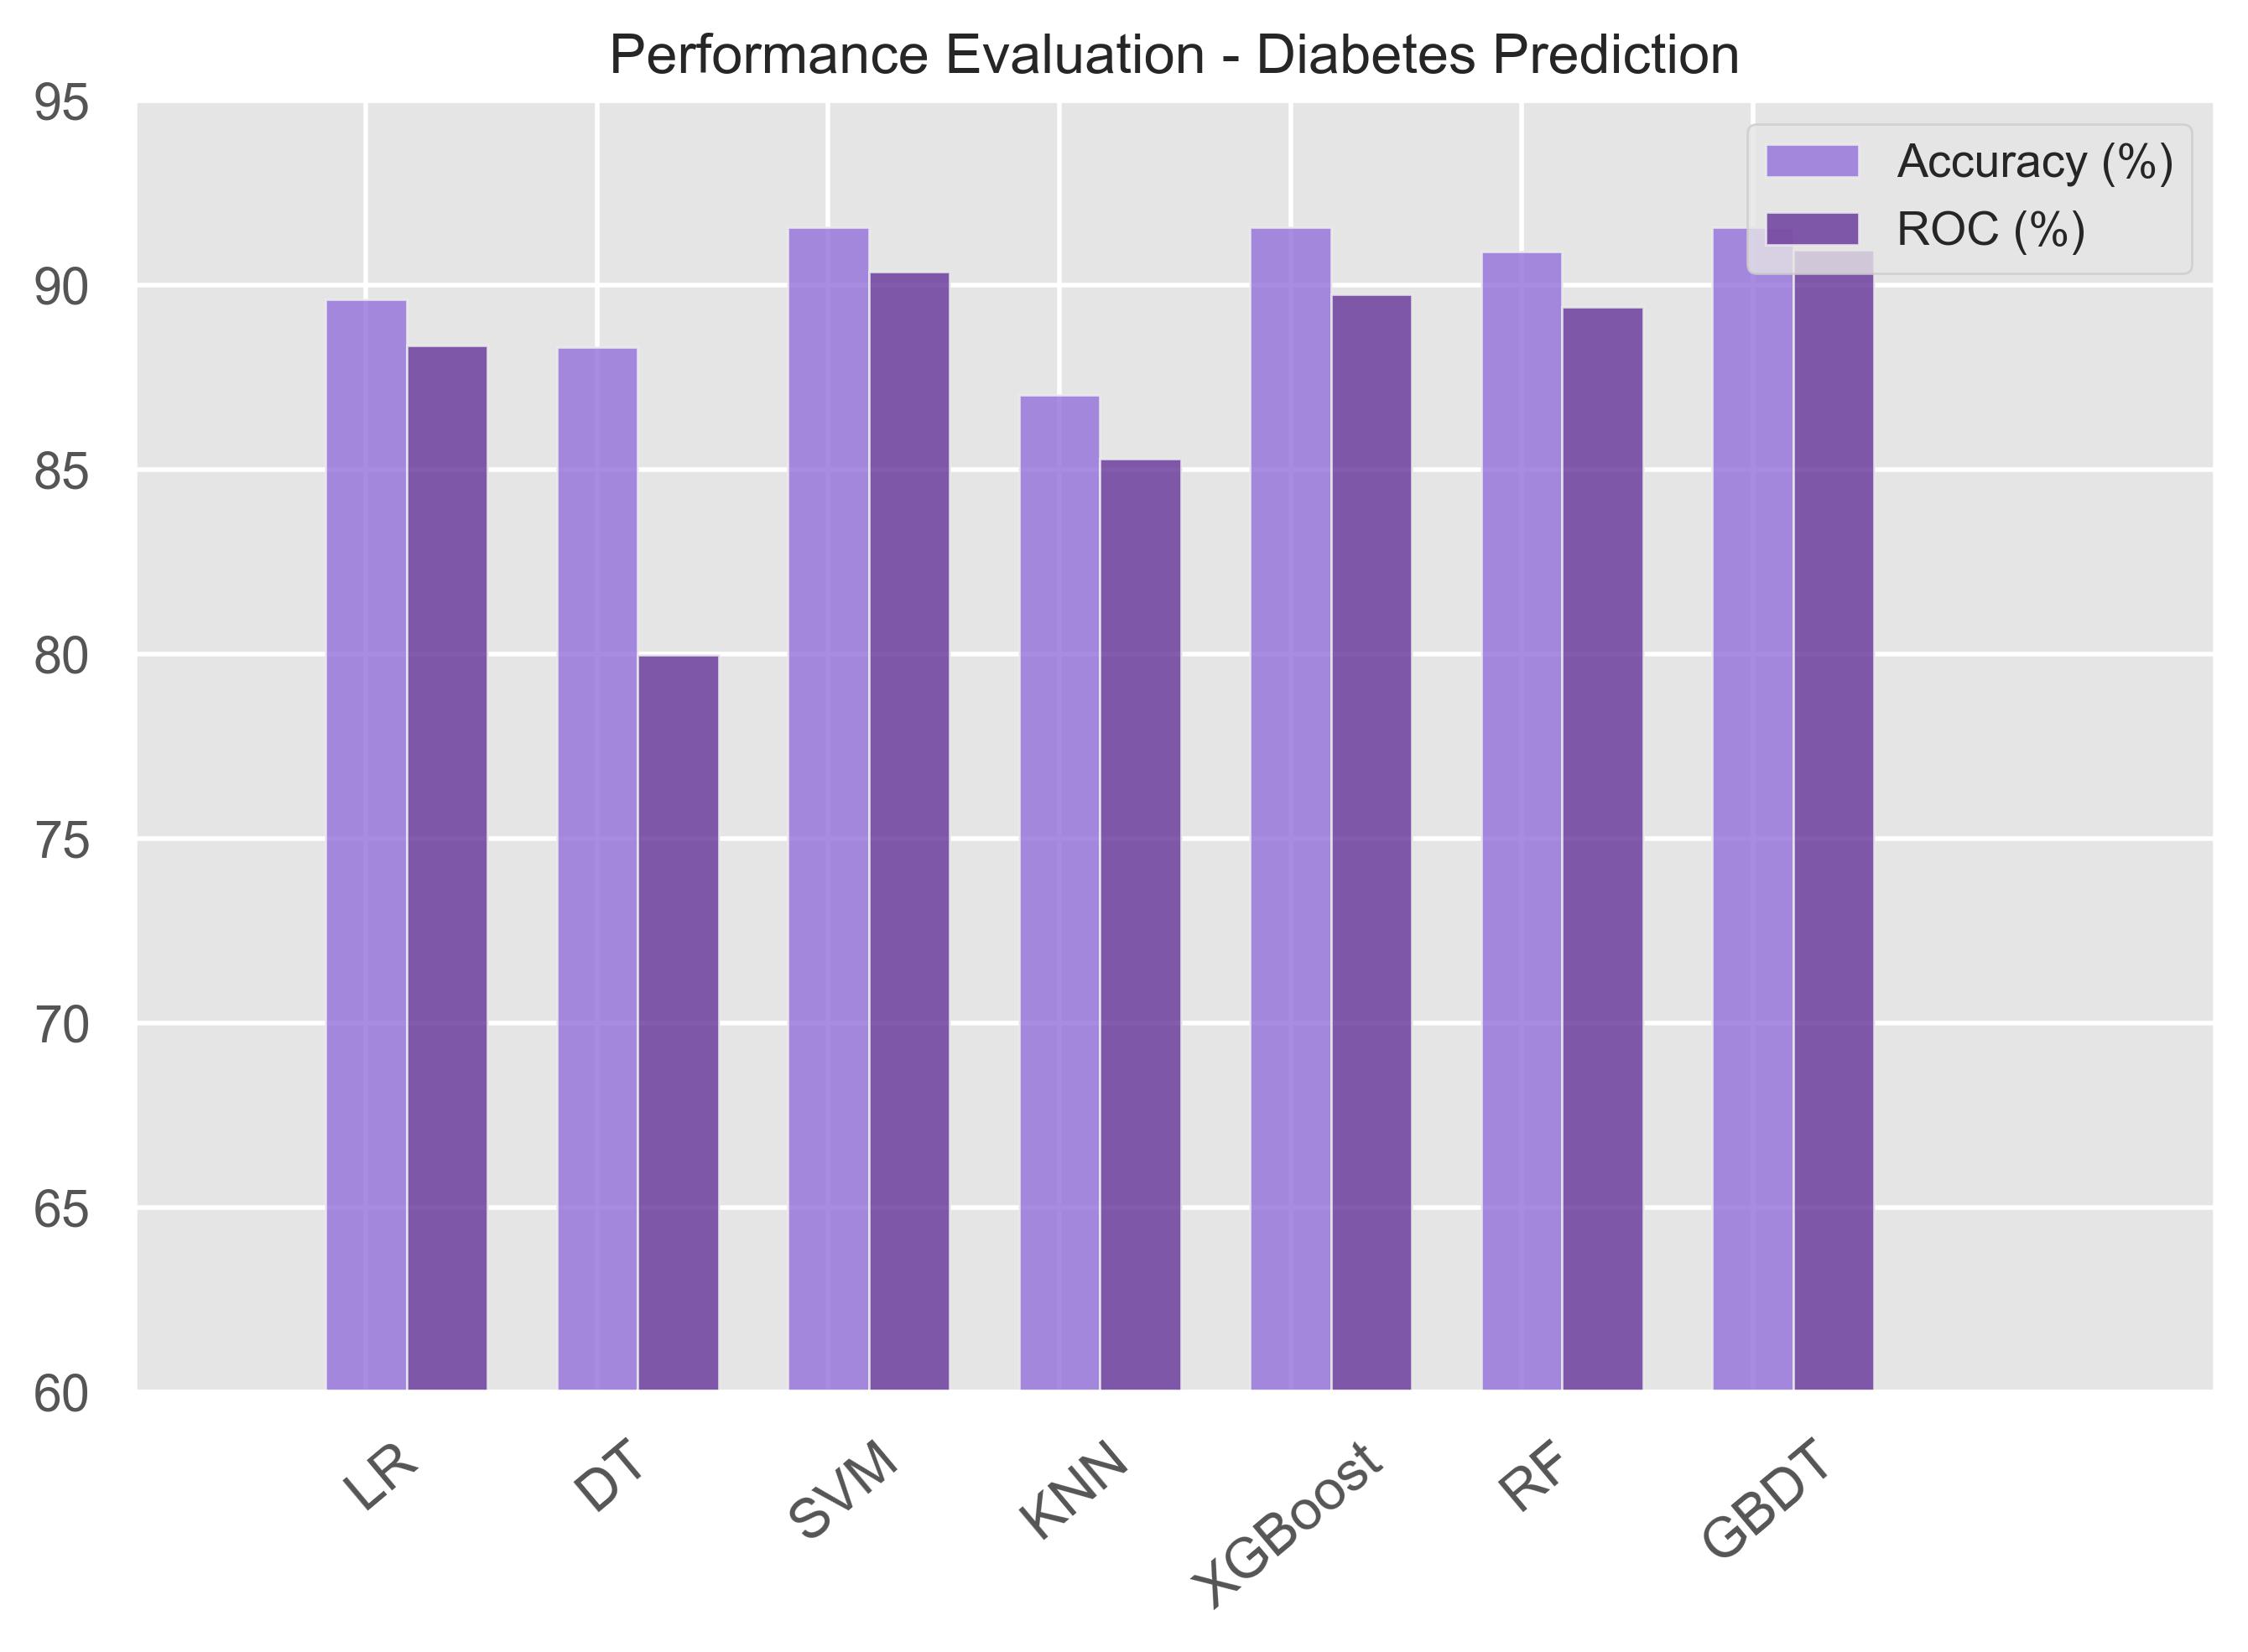 Performance Evaluation - Diabetes Prediction
95
90
85
80
75
70
65
60
Accuracy (%)
ROC (%)
LR
DT
SVM
KNN
XGBoost
RF
GBDT